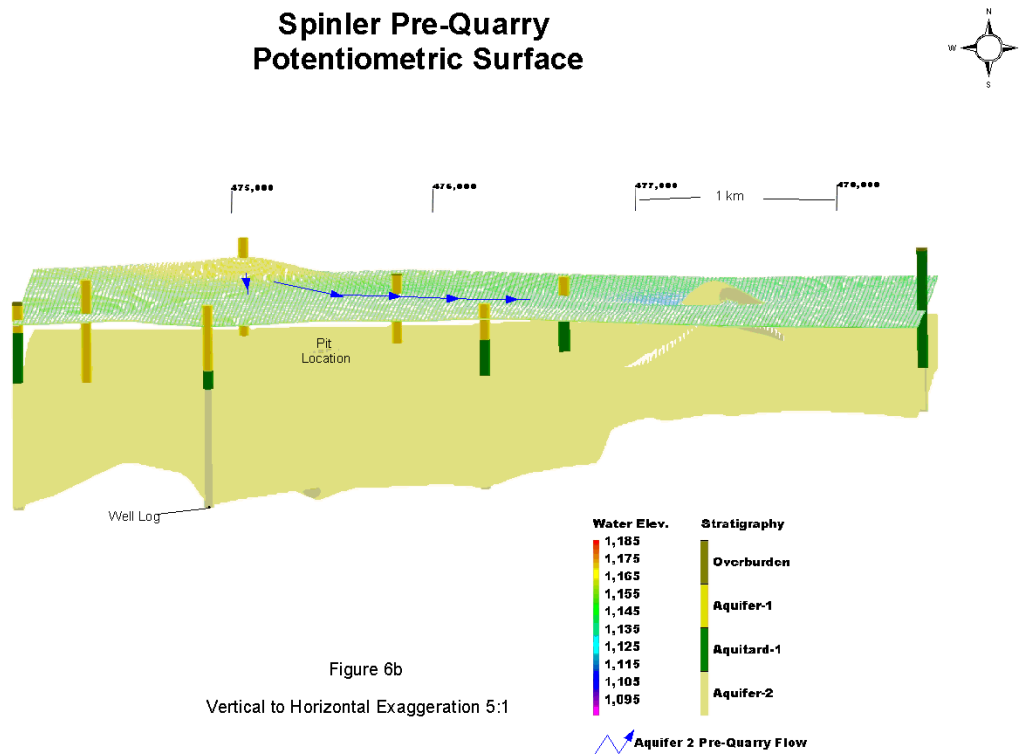 Spinler Pre-Quarry
Potentiometric Surface
N
W
S
475,000
476,000
477,000
1 km
478,000
Pit
Location
Well Log
Water Elev.
1,185
1,175
1,165
1,155
1,145
1,135
1,125
1,115
1,105
1,095
Stratigraphy
Overburden
Aquifer-1
Aquitard-1
Aquifer-2
Figure 6b
Vertical to Horizontal Exaggeration 5:1
Aquifer 2 Pre-Quarry Flow